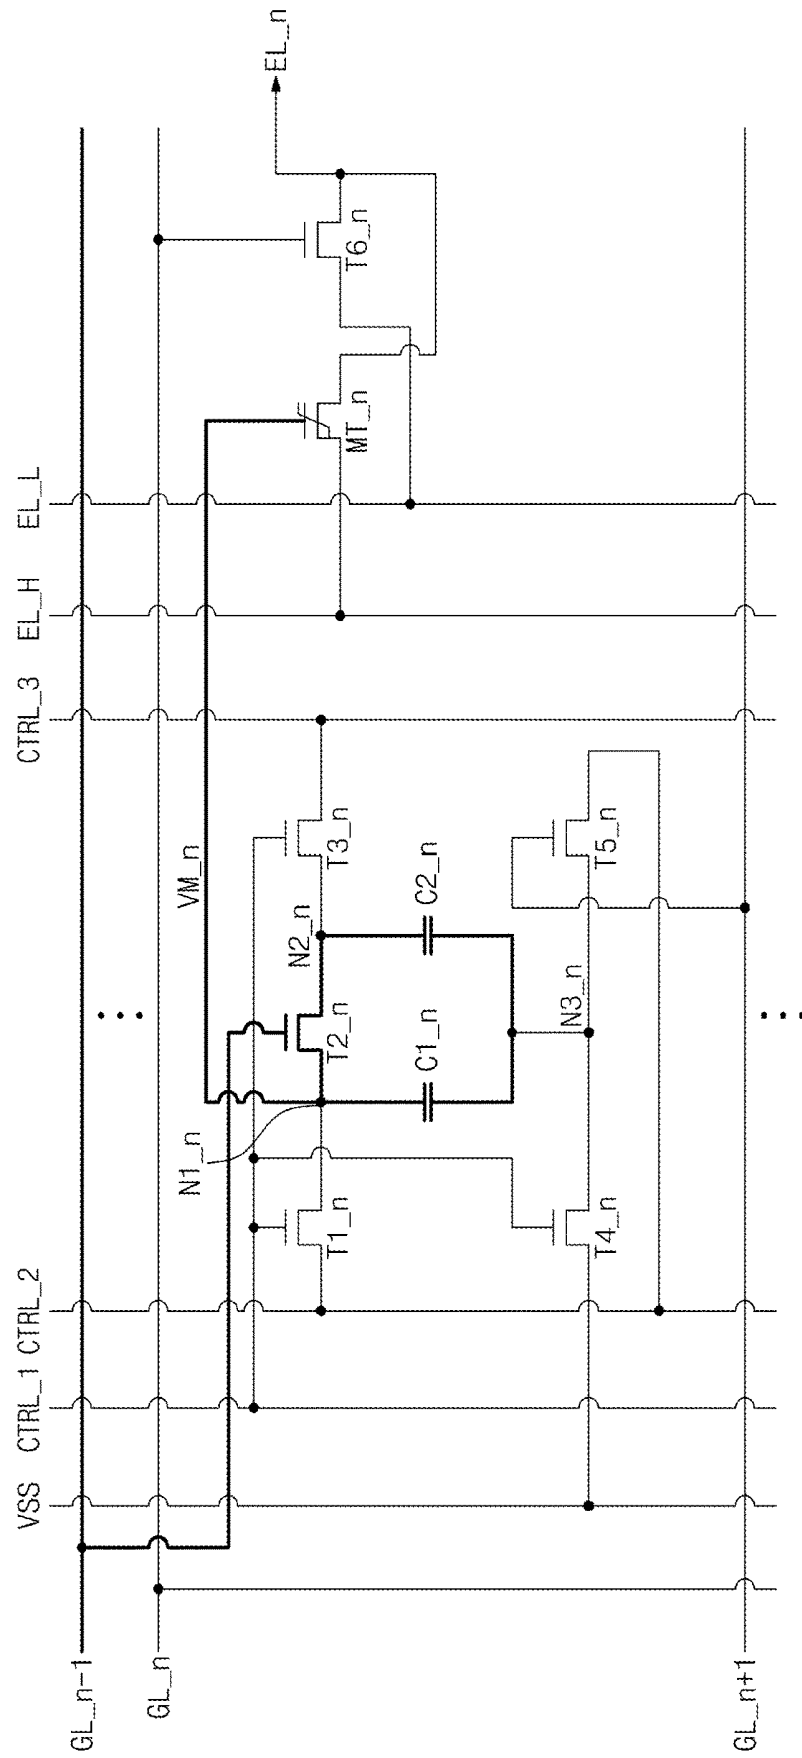 GL_n-1
GL_n
GL_n+1
VSS
CTRL_1
CTRL_2
CTRL_3
EL_H
EL_L
EL_n
N1_n
VM_n
T1_n
T2_n
N2_n
T3_n
MT_n
T6_n
C1_n
C2_n
T4_n
N3_n
T5_n